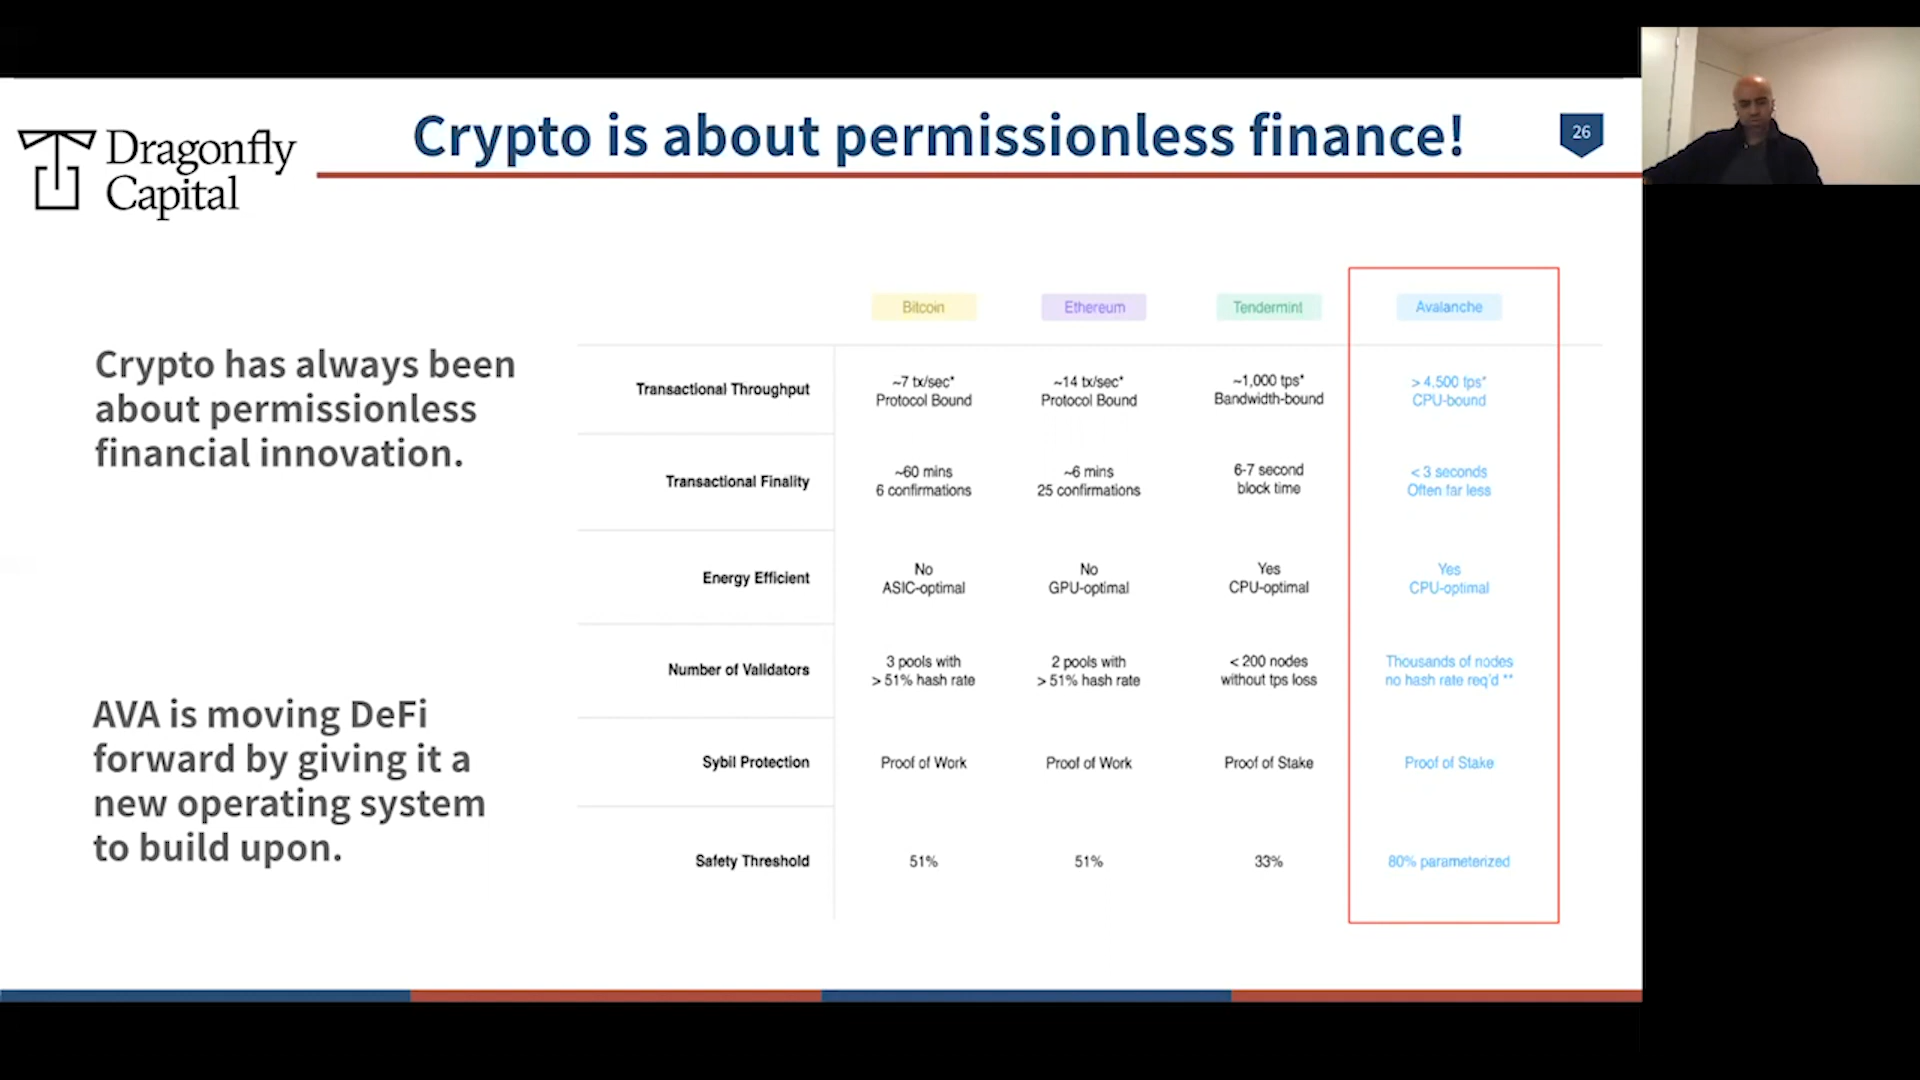 Dragonfly
Capital
Crypto is about permissionless finance!
26
Crypto has always been
about permissionless
financial innovation.
AVA is moving DeFi
forward by giving it a
new operating system
to build upon.
Bitcoin Ethereum Tendermint Avalanche
Transactional Throughput
~7 tx/sec* ~14 tx/sec* ~1,000 tps* > 4,500 tps*
Protocol Bound Protocol Bound Bandwidth-bound CPU-bound
Transactional Finality
~60 mins ~6 mins 6-7 second < 3 seconds
6 confirmations 25 confirmations block time Often far less
Energy Efficient
No No Yes Yes
ASIC-optimal GPU-optimal CPU-optimal CPU-optimal
Number of Validators
3 pools with 2 pools with < 200 nodes Thousands of nodes
> 51% hash rate > 51% hash rate without tps loss no hash rate req'd **
Sybil Protection Proof of Work Proof of Work Proof of Stake Proof of Stake
Safety Threshold 51% 51% 33% 80% parameterized